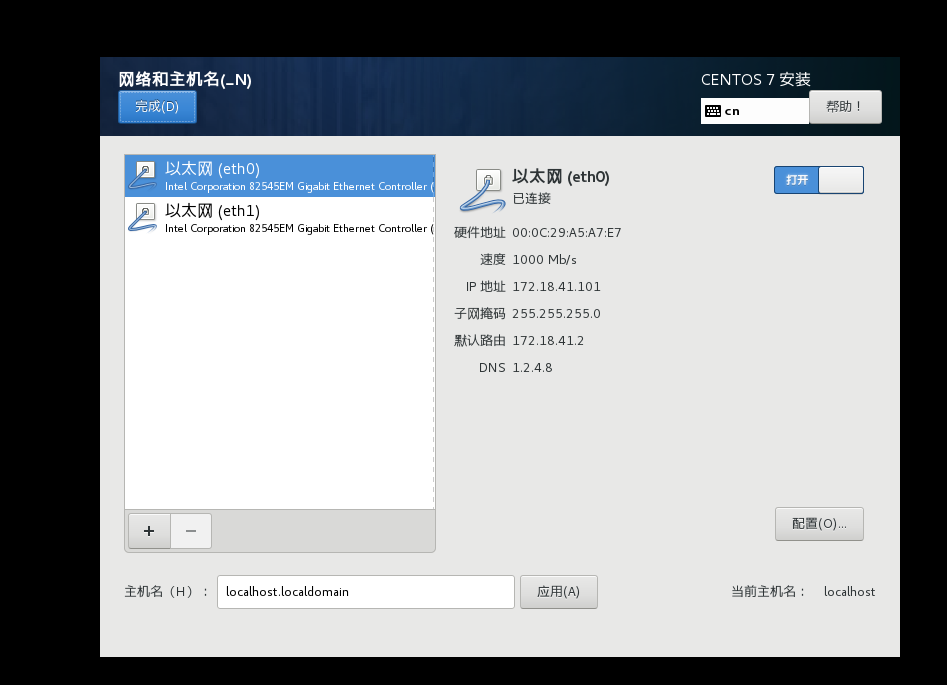 网络和主机名(_N)
CENTOS 7 安装
完成(D)
cn
帮助！
以太网 (eth0)
Intel Corporation 82545EM Gigabit Ethernet Controller (
以太网 (eth1)
Intel Corporation 82545EM Gigabit Ethernet Controller (
以太网 (eth0)
已连接
打开
硬件地址 00:0C:29:A5:A7:E7
速度 1000 Mb/s
IP 地址 172.18.41.101
子网掩码 255.255.255.0
默认路由 172.18.41.2
DNS 1.2.4.8
+ −
配置(O)...
主机名（H）： localhost.localdomain 应用(A) 当前主机名： localhost